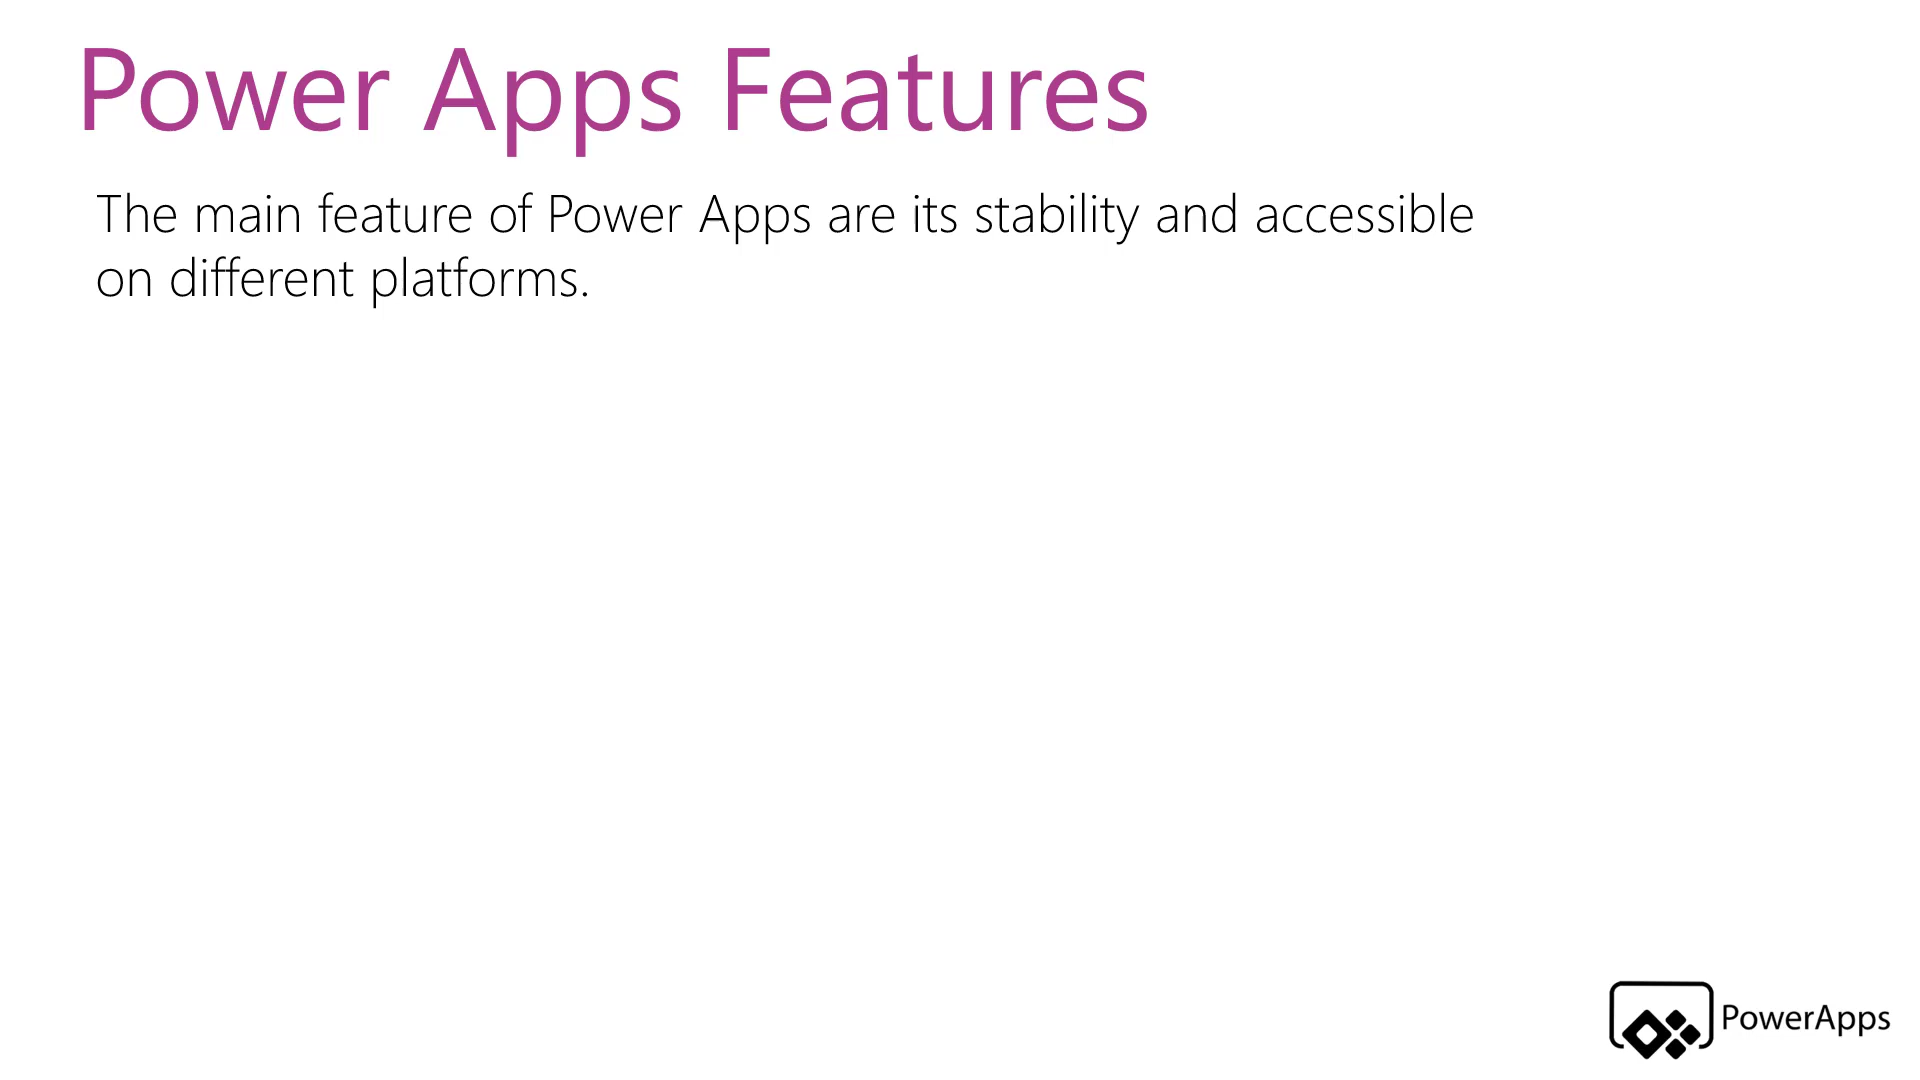 Power Apps Features
The main feature of Power Apps are its stability and accessible
on different platforms.
PowerApps